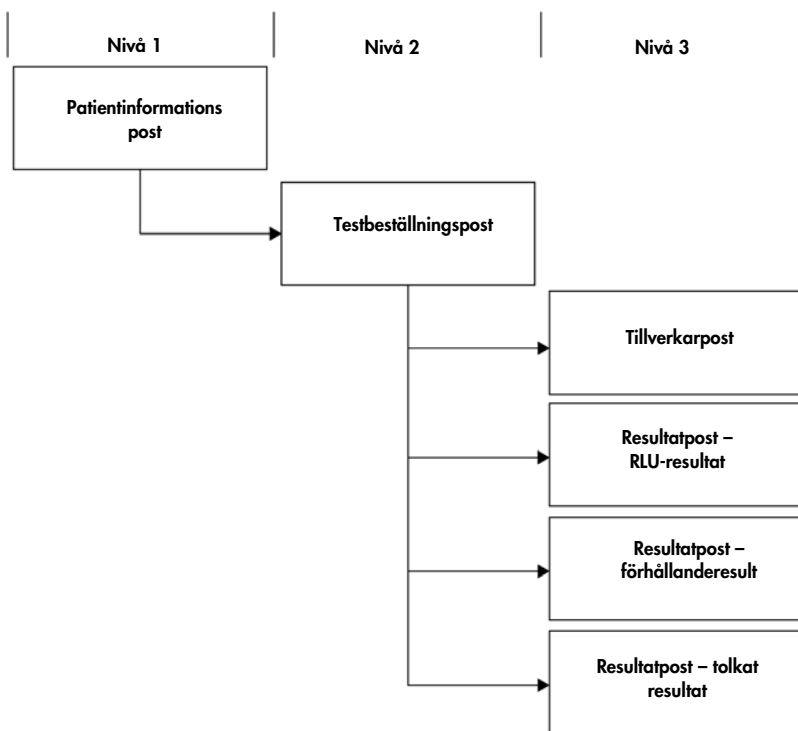 Nivå 1
Nivå 2
Nivå 3
Patientinformations
post
Testbeställningspost
Tillverkarpost
Resultatpost –
RLU-resultat
Resultatpost –
förhållanderesult
Resultatpost – tolkat
resultat